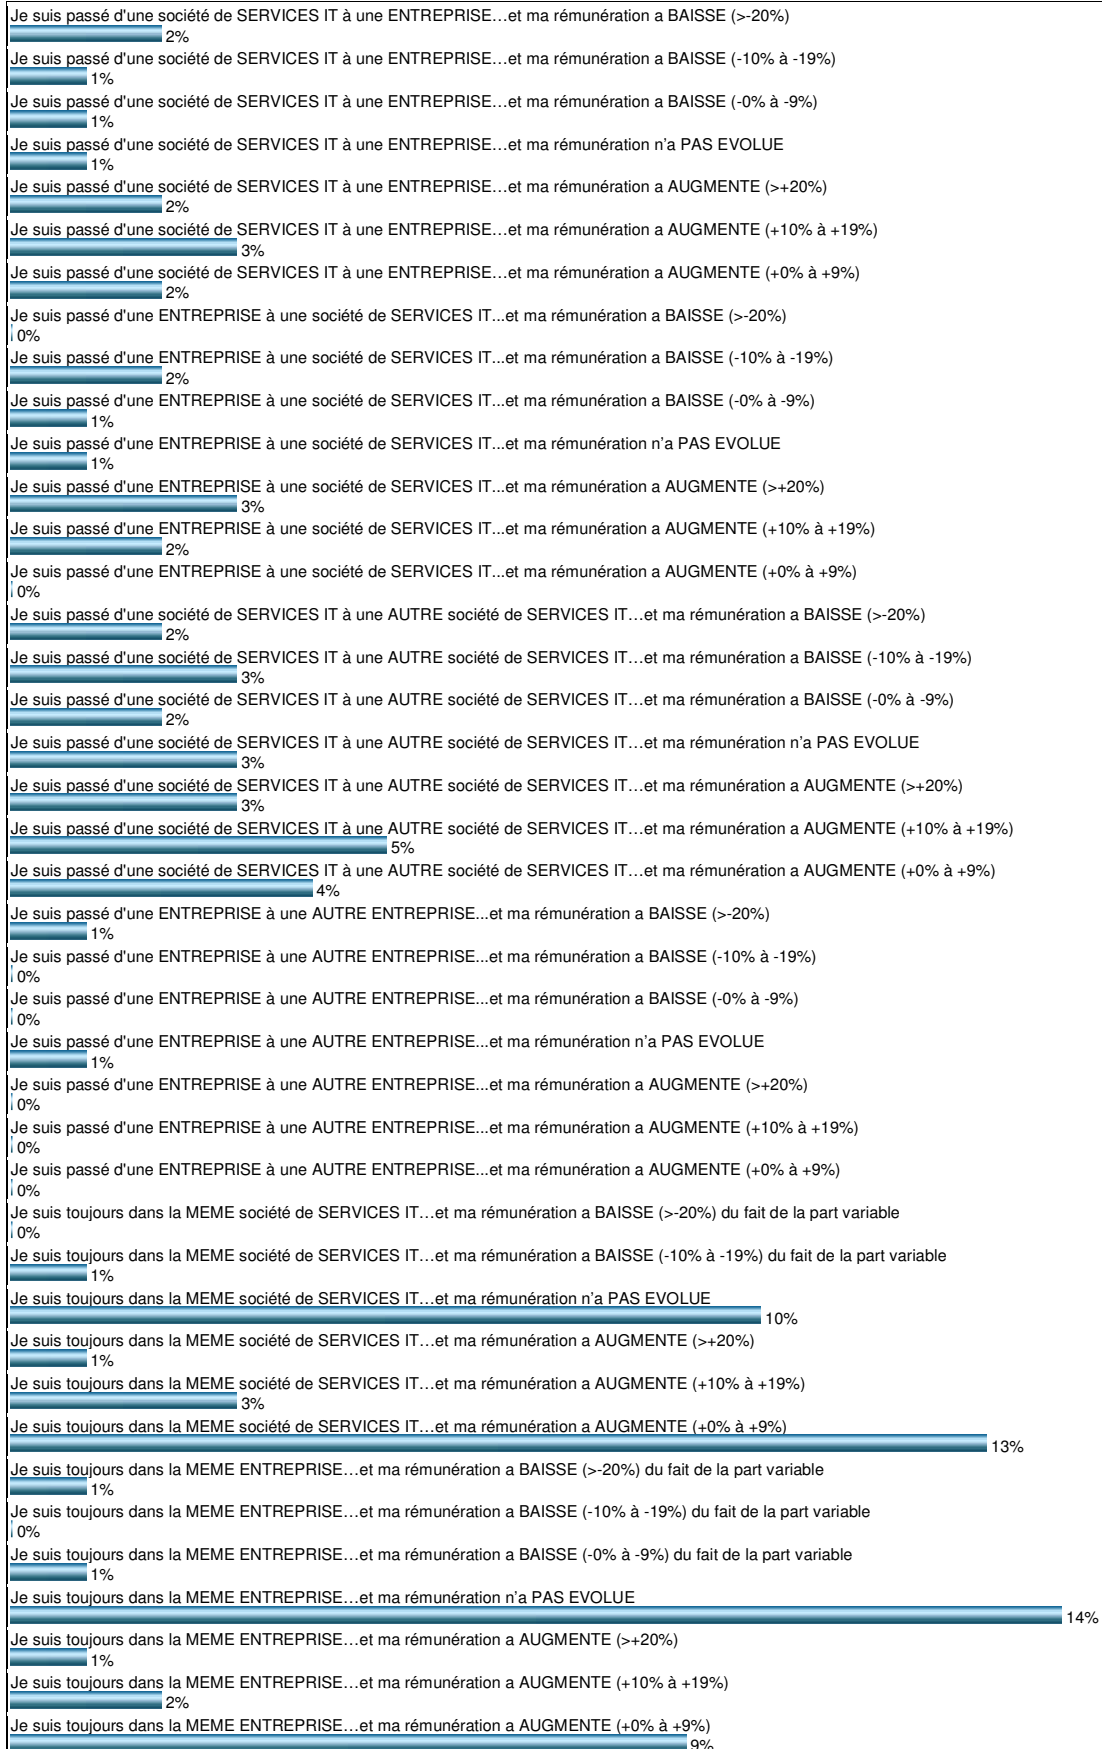 Je suis passé d'une société de SERVICES IT à une ENTREPRISE…et ma rémunération a BAISSE (>-20%)
2%
Je suis passé d'une société de SERVICES IT à une ENTREPRISE…et ma rémunération a BAISSE (-10% à -19%)
1%
Je suis passé d'une société de SERVICES IT à une ENTREPRISE…et ma rémunération a BAISSE (-0% à -9%)
1%
Je suis passé d'une société de SERVICES IT à une ENTREPRISE…et ma rémunération n'a PAS EVOLUE
1%
Je suis passé d'une société de SERVICES IT à une ENTREPRISE…et ma rémunération a AUGMENTE (>+20%)
2%
Je suis passé d'une société de SERVICES IT à une ENTREPRISE…et ma rémunération a AUGMENTE (+10% à +19%)
3%
Je suis passé d'une société de SERVICES IT à une ENTREPRISE…et ma rémunération a AUGMENTE (+0% à +9%)
2%
Je suis passé d'une ENTREPRISE à une société de SERVICES IT...et ma rémunération a BAISSE (>-20%)
0%
Je suis passé d'une ENTREPRISE à une société de SERVICES IT...et ma rémunération a BAISSE (-10% à -19%)
2%
Je suis passé d'une ENTREPRISE à une société de SERVICES IT...et ma rémunération a BAISSE (-0% à -9%)
1%
Je suis passé d'une ENTREPRISE à une société de SERVICES IT...et ma rémunération n'a PAS EVOLUE
1%
Je suis passé d'une ENTREPRISE à une société de SERVICES IT...et ma rémunération a AUGMENTE (>+20%)
3%
Je suis passé d'une ENTREPRISE à une société de SERVICES IT...et ma rémunération a AUGMENTE (+10% à +19%)
2%
Je suis passé d'une ENTREPRISE à une société de SERVICES IT...et ma rémunération a AUGMENTE (+0% à +9%)
0%
Je suis passé d'une société de SERVICES IT à une AUTRE société de SERVICES IT…et ma rémunération a BAISSE (>-20%)
2%
Je suis passé d'une société de SERVICES IT à une AUTRE société de SERVICES IT…et ma rémunération a BAISSE (-10% à -19%)
3%
Je suis passé d'une société de SERVICES IT à une AUTRE société de SERVICES IT…et ma rémunération a BAISSE (-0% à -9%)
2%
Je suis passé d'une société de SERVICES IT à une AUTRE société de SERVICES IT…et ma rémunération n'a PAS EVOLUE
3%
Je suis passé d'une société de SERVICES IT à une AUTRE société de SERVICES IT…et ma rémunération a AUGMENTE (>+20%)
3%
Je suis passé d'une société de SERVICES IT à une AUTRE société de SERVICES IT…et ma rémunération a AUGMENTE (+10% à +19%)
5%
Je suis passé d'une société de SERVICES IT à une AUTRE société de SERVICES IT…et ma rémunération a AUGMENTE (+0% à +9%)
4%
Je suis passé d'une ENTREPRISE à une AUTRE ENTREPRISE...et ma rémunération a BAISSE (>-20%)
1%
Je suis passé d'une ENTREPRISE à une AUTRE ENTREPRISE...et ma rémunération a BAISSE (-10% à -19%)
0%
Je suis passé d'une ENTREPRISE à une AUTRE ENTREPRISE...et ma rémunération a BAISSE (-0% à -9%)
0%
Je suis passé d'une ENTREPRISE à une AUTRE ENTREPRISE...et ma rémunération n'a PAS EVOLUE
1%
Je suis passé d'une ENTREPRISE à une AUTRE ENTREPRISE...et ma rémunération a AUGMENTE (>+20%)
0%
Je suis passé d'une ENTREPRISE à une AUTRE ENTREPRISE...et ma rémunération a AUGMENTE (+10% à +19%)
0%
Je suis passé d'une ENTREPRISE à une AUTRE ENTREPRISE...et ma rémunération a AUGMENTE (+0% à +9%)
0%
Je suis toujours dans la MEME société de SERVICES IT…et ma rémunération a BAISSE (>-20%) du fait de la part variable
0%
Je suis toujours dans la MEME société de SERVICES IT…et ma rémunération a BAISSE (-10% à -19%) du fait de la part variable
1%
Je suis toujours dans la MEME société de SERVICES IT…et ma rémunération n'a PAS EVOLUE
10%
Je suis toujours dans la MEME société de SERVICES IT…et ma rémunération a AUGMENTE (>+20%)
1%
Je suis toujours dans la MEME société de SERVICES IT…et ma rémunération a AUGMENTE (+10% à +19%)
3%
Je suis toujours dans la MEME société de SERVICES IT…et ma rémunération a AUGMENTE (+0% à +9%)
13%
Je suis toujours dans la MEME ENTREPRISE…et ma rémunération a BAISSE (>-20%) du fait de la part variable
1%
Je suis toujours dans la MEME ENTREPRISE…et ma rémunération a BAISSE (-10% à -19%) du fait de la part variable
0%
Je suis toujours dans la MEME ENTREPRISE…et ma rémunération a BAISSE (-0% à -9%) du fait de la part variable
1%
Je suis toujours dans la MEME ENTREPRISE…et ma rémunération n'a PAS EVOLUE
14%
Je suis toujours dans la MEME ENTREPRISE…et ma rémunération a AUGMENTE (>+20%)
1%
Je suis toujours dans la MEME ENTREPRISE…et ma rémunération a AUGMENTE (+10% à +19%)
2%
Je suis toujours dans la MEME ENTREPRISE…et ma rémunération a AUGMENTE (+0% à +9%)
9%